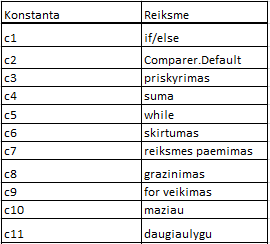 Konstanta Reiksme
c1 if/else
c2 Comparer.Default
c3 priskyrimas
c4 suma
c5 while
c6 skirtumas
c7 reiksmes paemimas
c8 grazinimas
c9 for veikimas
c10 maziau
c11 daugiaulygu